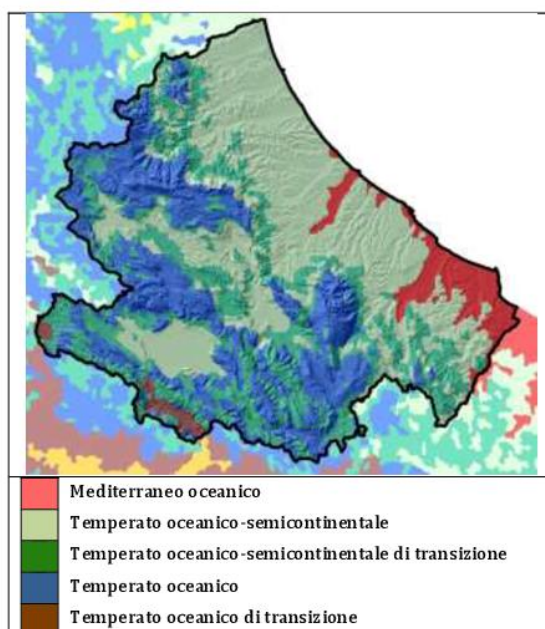 Mediterraneo oceanico
Temperato oceanico-semicontinentale
Temperato oceanico-semicontinentale di transizione
Temperato oceanico
Temperato oceanico di transizione